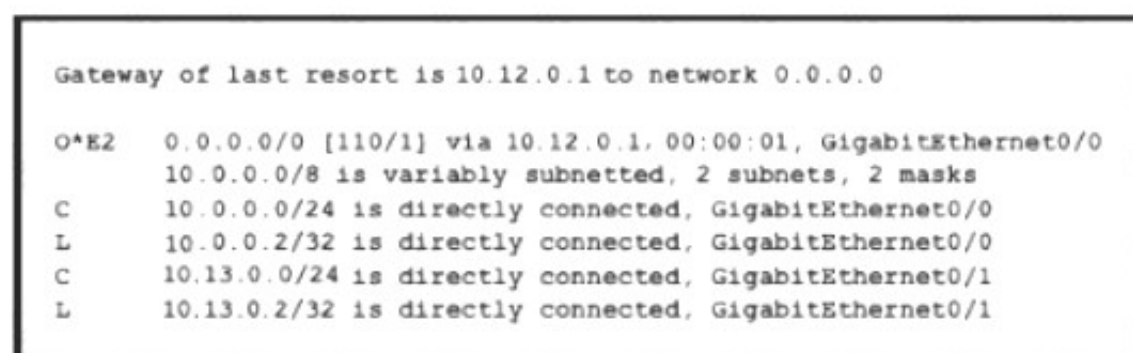 Gateway of last resort is 10.12.0.1 to network 0.0.0.0
O*E2 0.0.0.0/0 [110/1] via 10.12.0.1, 00:00:01, GigabitEthernet0/0
10.0.0.0/8 is variably subnetted, 2 subnets, 2 masks
C 10.0.0.0/24 is directly connected, GigabitEthernet0/0
L 10.0.0.2/32 is directly connected, GigabitEthernet0/0
C 10.13.0.0/24 is directly connected, GigabitEthernet0/1
L 10.13.0.2/32 is directly connected, GigabitEthernet0/1